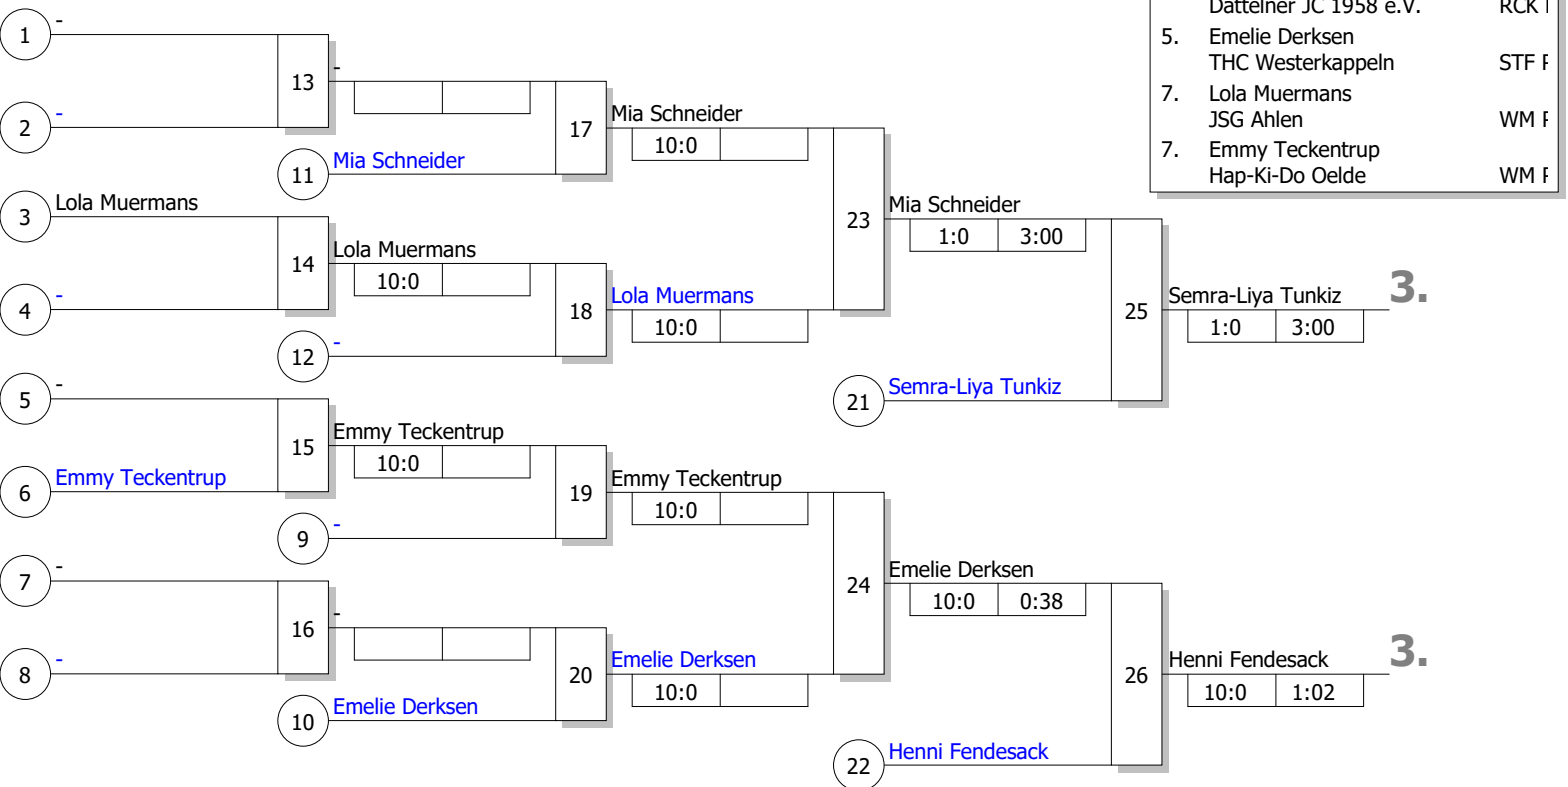 Dattelner JC 1958 e.V. RCK
5. Emelie Derksen
THC Westerkappeln STF
7. Lola Muermans
JSG Ahlen WM
7. Emmy Teckentrup
Hap-Ki-Do Oelde WM
1 -
13 -
2 -
17 Mia Schneider
10:0
11 Mia Schneider
3 Lola Muermans
23 Mia Schneider
1:0 3:00
14 Lola Muermans
10:0
4 -
18 Lola Muermans
10:0
25 Semra-Liya Tunkiz 3.
1:0 3:00
12 -
5 -
21 Semra-Liya Tunkiz
15 Emmy Teckentrup
10:0
6 Emmy Teckentrup
19 Emmy Teckentrup
10:0
9 -
7 -
24 Emelie Derksen
10:0 0:38
16 -
8 -
20 Emelie Derksen
10:0
26 Henni Fendesack 3.
10:0 1:02
10 Emelie Derksen
22 Henni Fendesack